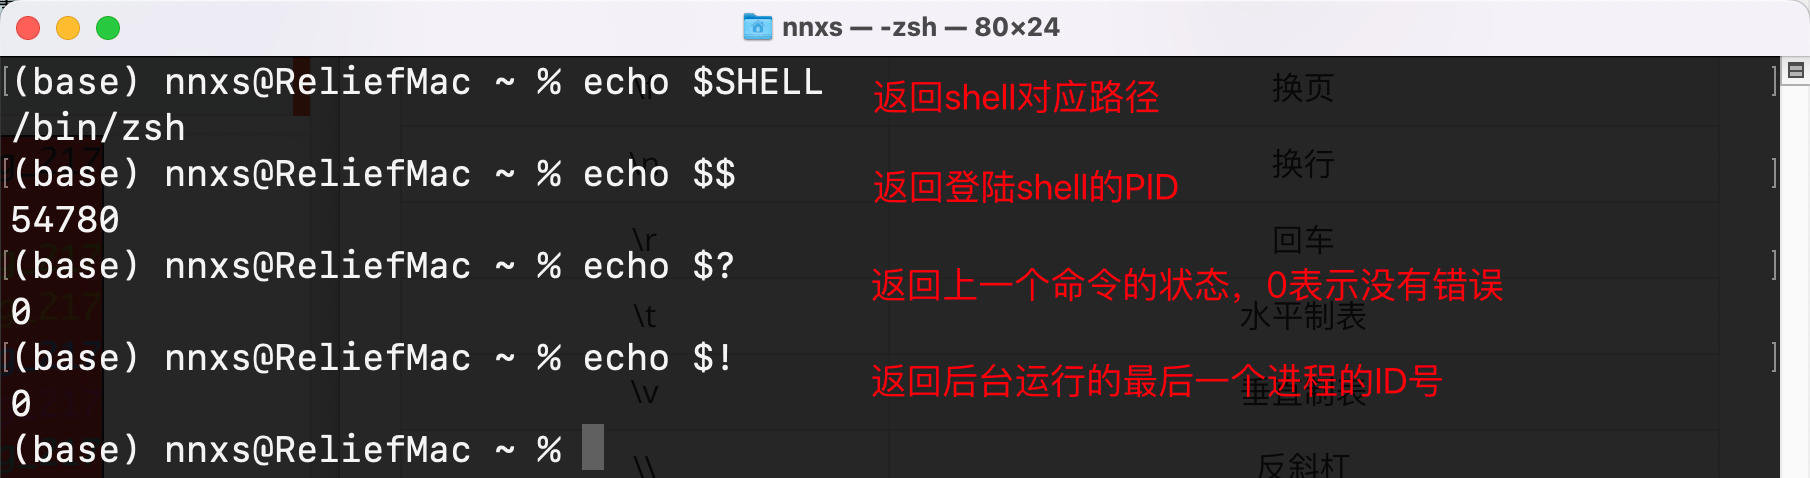 nnxs — -zsh — 80×24
(base) nnxs@ReliefMac ~ % echo $SHELL 返回shell对应路径 换页
/bin/zsh
\n 换行
(base) nnxs@ReliefMac ~ % echo $$ 返回登陆shell的PID
54780
\r 回车
(base) nnxs@ReliefMac ~ % echo $? 返回上一个命令的状态，0表示没有错误
0
\t 水平制表
(base) nnxs@ReliefMac ~ % echo $! 返回后台运行的最后一个进程的ID号
0
\v 垂直制表
(base) nnxs@ReliefMac ~ %
\\ 反斜杠